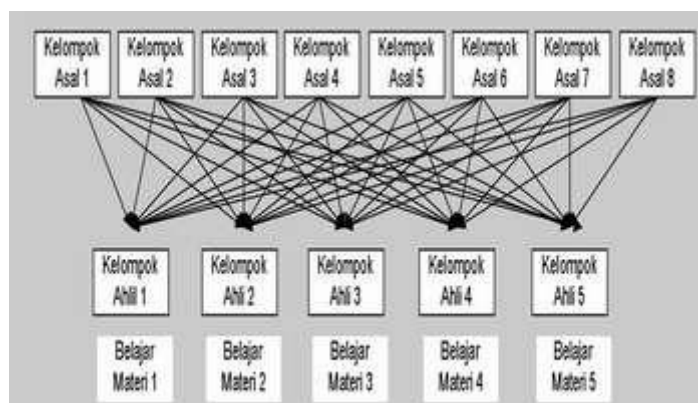 Kelompok
Asal 1
Kelompok
Asal 2
Kelompok
Asal 3
Kelompok
Asal 4
Kelompok
Asal 5
Kelompok
Asal 6
Kelompok
Asal 7
Kelompok
Asal 8
Kelompok
Ahlil 1
Kelompok
Ahli 2
Kelompok
Ahli 3
Kelompok
Ahli 4
Kelompok
Ahli 5
Belajar
Materi 1
Belajar
Materi 2
Belajar
Materi 3
Belajar
Materi 4
Belajar
Materi 5